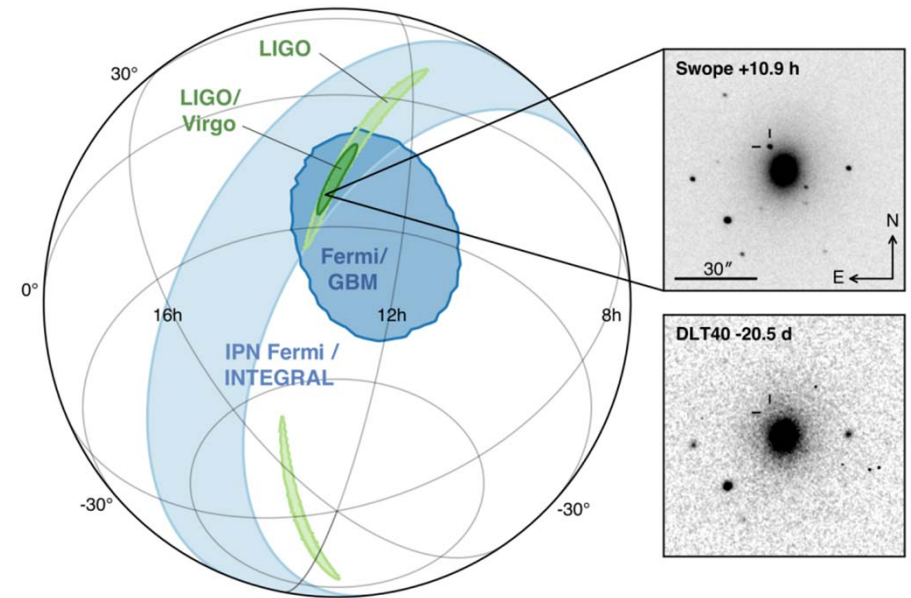 LIGO
30°
LIGO/
Virgo
Fermi/
GBM
0°
16h
12h
8h
IPN Fermi /
INTEGRAL
-30°
-30°
Swope +10.9 h
N
30″
E
DLT40 -20.5 d